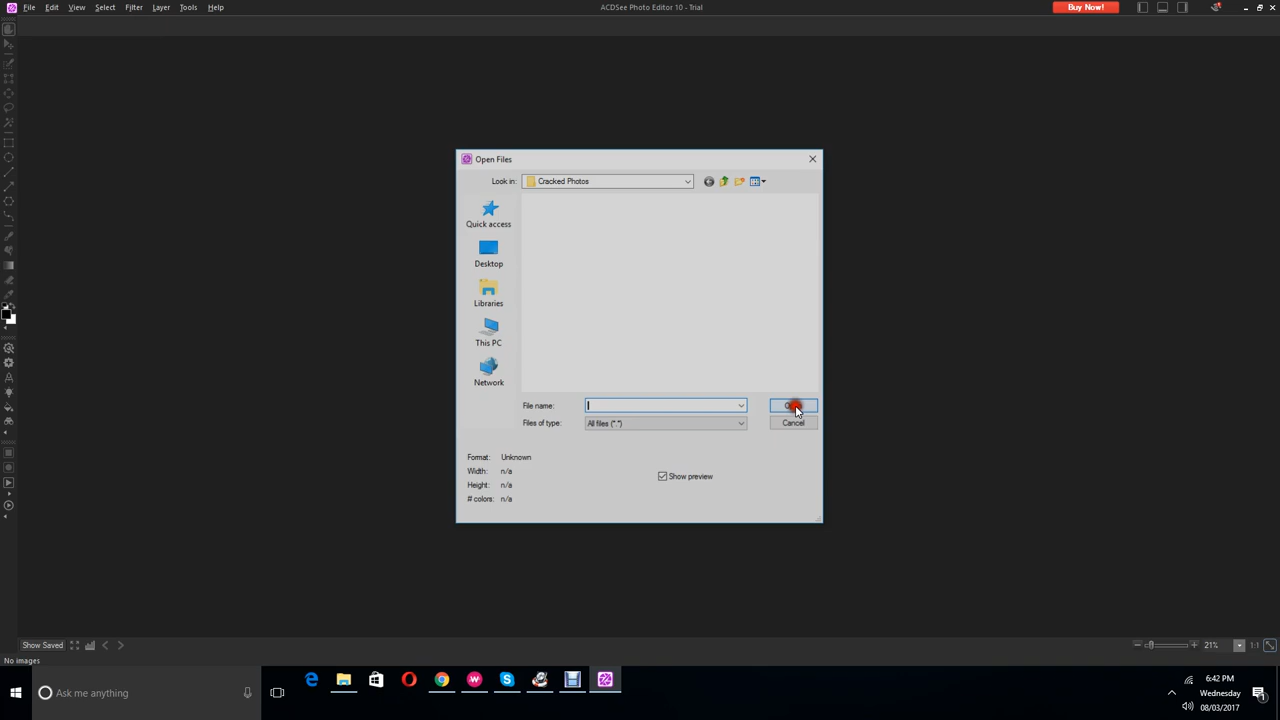 File Edit View Select Filter Layer Tools Help
ACDSee Photo Editor 10 - Trial
Buy Now!
Open Files
Look in:
Cracked Photos
Quick access
Desktop
Libraries
This PC
Network
File name:
Files of type:
All files (*.*)
Cancel
Format: Unknown
Width: n/a
Height: n/a
# colors: n/a
Show preview
Show Saved
21%
1:1
No images
Ask me anything
6:42 PM
Wednesday
08/03/2017
1